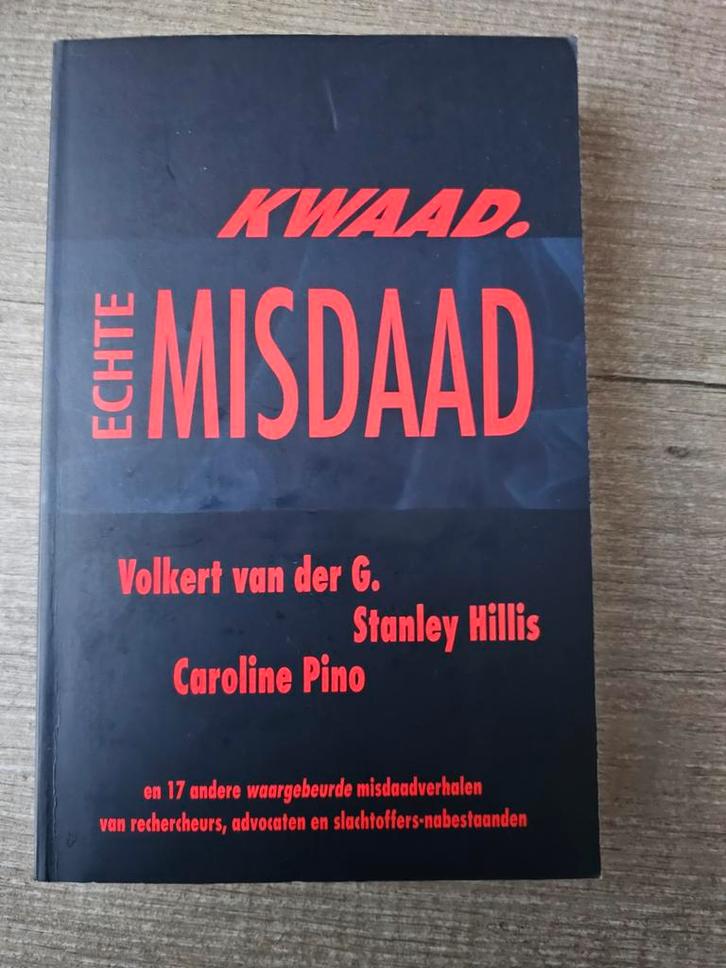 KWAAD.
ECHTE
MISDAAD
Volkert van der G.
Stanley Hillis
Caroline Pino
en 17 andere waargebeurde misdaadverhalen
van rechercheurs, advocaten en slachtoffers-nabestaanden